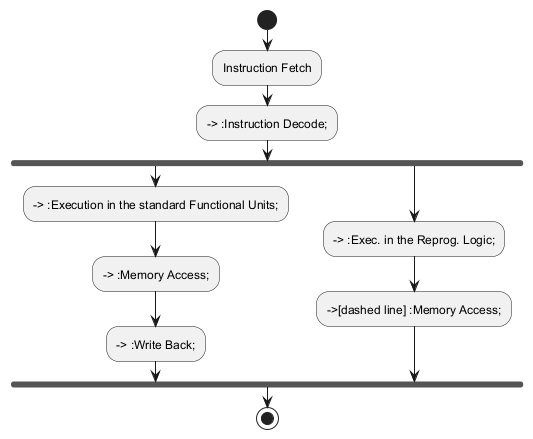 Instruction Fetch
-> :Instruction Decode;
-> :Execution in the standard Functional Units;
-> :Memory Access;
-> :Write Back;
-> :Exec. in the Reprog. Logic;
->[dashed line] :Memory Access;